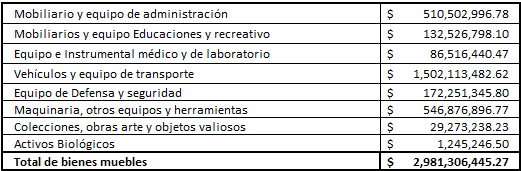 Mobiliario y equipo de administración $ 510,502,996.78
Mobiliarios y equipo Educaciones y recreativo $ 132,526,798.10
Equipo e Instrumental médico y de laboratorio $ 86,516,440.47
Vehículos y equipo de transporte $ 1,502,113,482.62
Equipo de Defensa y seguridad $ 172,251,345.80
Maquinaria, otros equipos y herramientas $ 546,876,896.77
Colecciones, obras arte y objetos valiosos $ 29,273,238.23
Activos Biológicos $ 1,245,246.50
Total de bienes muebles $ 2,981,306,445.27